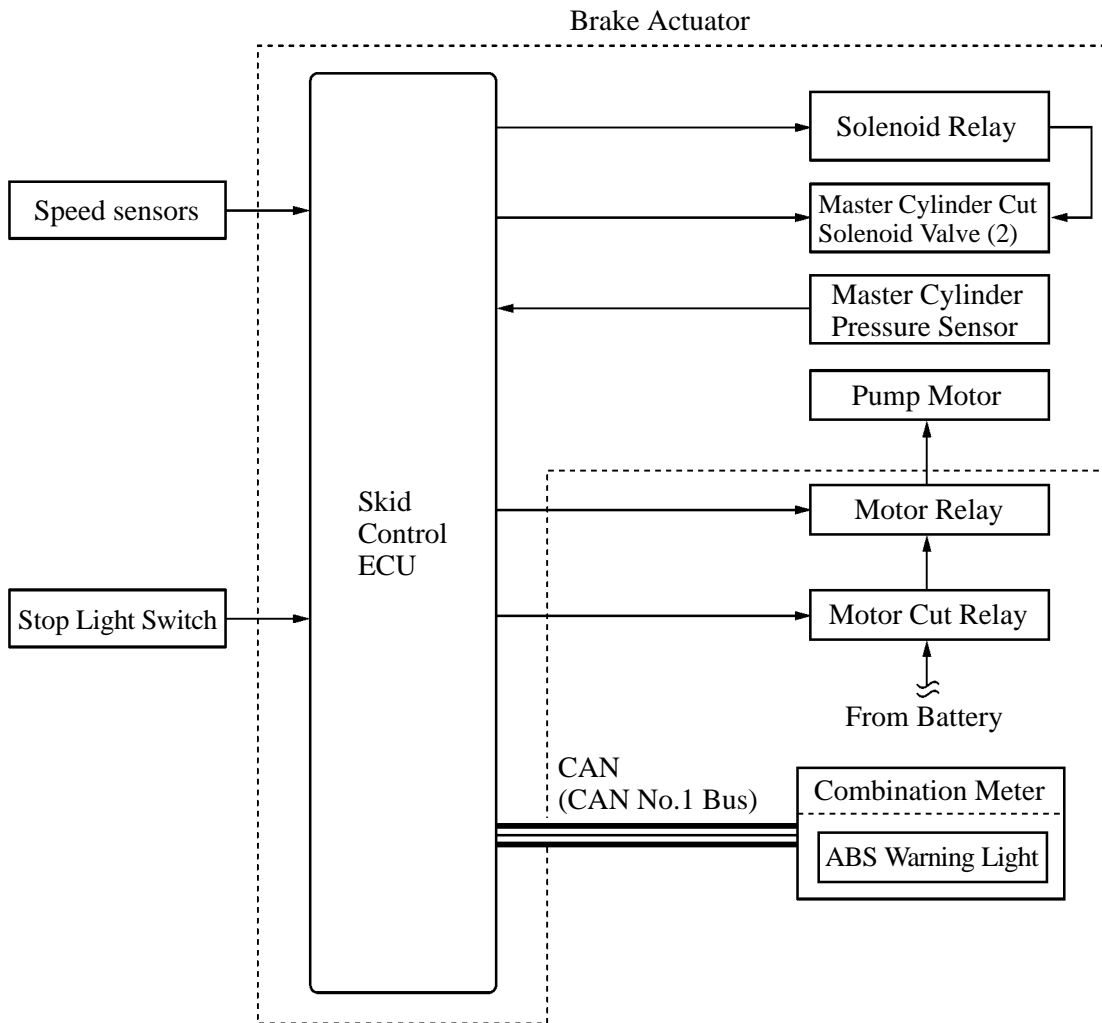 Brake Actuator
Solenoid Relay
Speed sensors
Master Cylinder Cut
Solenoid Valve (2)
Master Cylinder
Pressure Sensor
Pump Motor
Skid
Control
ECU
Motor Relay
Stop Light Switch
Motor Cut Relay
From Battery
CAN
(CAN No.1 Bus)
Combination Meter
ABS Warning Light